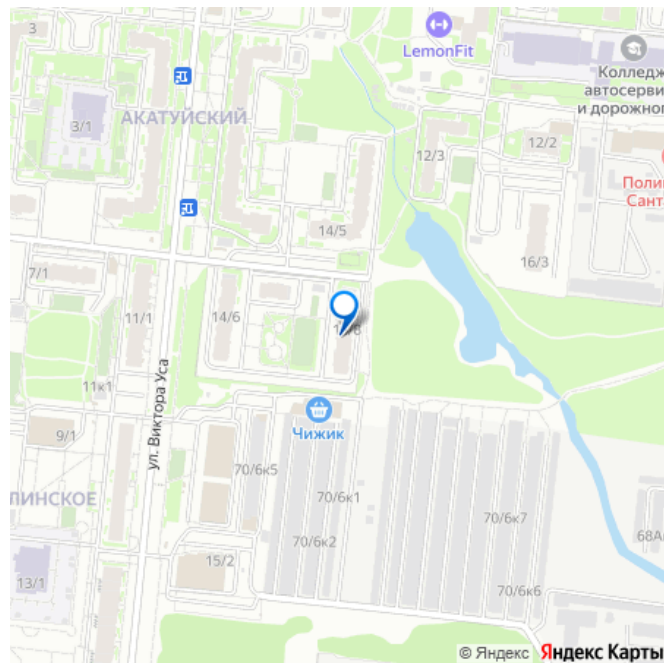 3
LemonFit
Колледж
автосерви
и дорожног
3/1
АКАТУЙСКИЙ
12/3
12/2
Поли
Санта
14/5
16/3
7/1
11/1
14/6
ул. Виктора Уса
11к1
Чижик
9/1
70/6к5
ЛИНСКОЕ
70/6к1
70/6к7
70/6к2
68А
15/2
13/1
70/6к6
© Яндекс Яндекс Карты